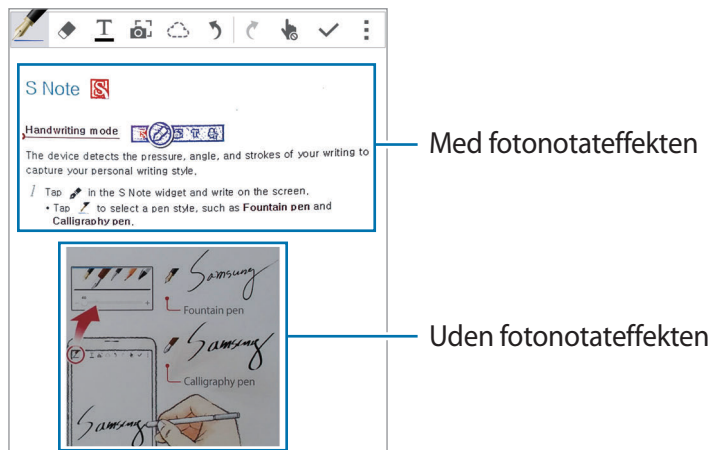 S Note
Handwriting mode
The device detects the pressure, angle, and strokes of your writing to
capture your personal writing style.
1 Tap in the S Note widget and write on the screen.
• Tap to select a pen style, such as Fountain pen and
Calligraphy pen.
Med fotonotateffekten
Samsung
Fountain pen
Samsung
Calligraphy pen
Samsung
Uden fotonotateffekten